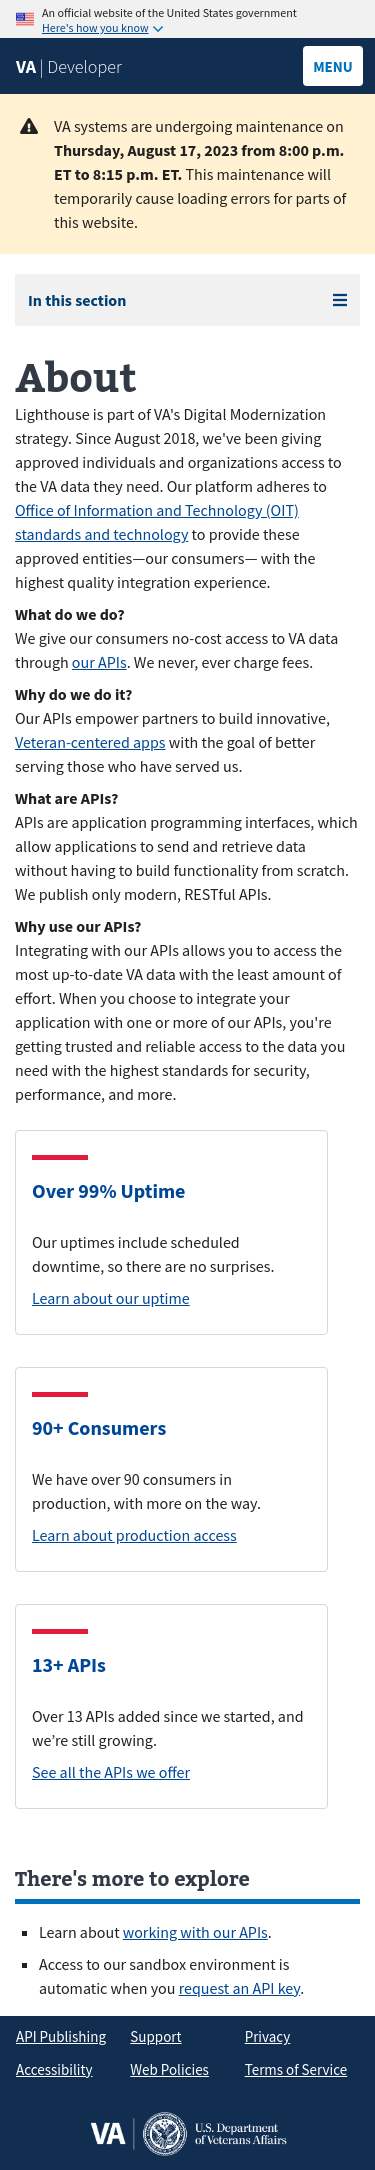 An official website of the United States government
Here's how you know
VA | Developer
MENU
VA systems are undergoing maintenance on
Thursday, August 17, 2023 from 8:00 p.m.
ET to 8:15 p.m. ET. This maintenance will
temporarily cause loading errors for parts of
this website.
In this section
About
Lighthouse is part of VA's Digital Modernization
strategy. Since August 2018, we've been giving
approved individuals and organizations access to
the VA data they need. Our platform adheres to
Office of Information and Technology (OIT)
standards and technology to provide these
approved entities—our consumers— with the
highest quality integration experience.
What do we do?
We give our consumers no-cost access to VA data
through our APIs. We never, ever charge fees.
Why do we do it?
Our APIs empower partners to build innovative,
Veteran-centered apps with the goal of better
serving those who have served us.
What are APIs?
APIs are application programming interfaces, which
allow applications to send and retrieve data
without having to build functionality from scratch.
We publish only modern, RESTful APIs.
Why use our APIs?
Integrating with our APIs allows you to access the
most up-to-date VA data with the least amount of
effort. When you choose to integrate your
application with one or more of our APIs, you're
getting trusted and reliable access to the data you
need with the highest standards for security,
performance, and more.
Over 99% Uptime
Our uptimes include scheduled
downtime, so there are no surprises.
Learn about our uptime
90+ Consumers
We have over 90 consumers in
production, with more on the way.
Learn about production access
13+ APIs
Over 13 APIs added since we started, and
we’re still growing.
See all the APIs we offer
There's more to explore
Learn about working with our APIs.
Access to our sandbox environment is
automatic when you request an API key.
API Publishing Support Privacy
Accessibility Web Policies Terms of Service
VA U.S. Department
of Veterans Affairs